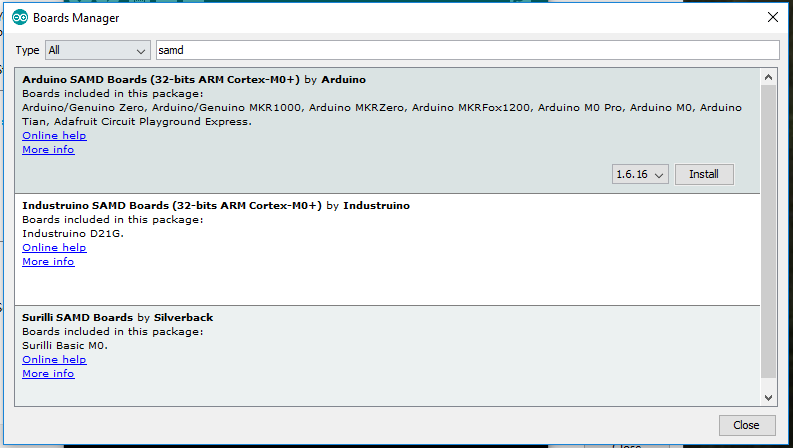 Boards Manager
Type All samd
Arduino SAMD Boards (32-bits ARM Cortex-M0+) by Arduino
Boards included in this package:
Arduino/Genuino Zero, Arduino/Genuino MKR1000, Arduino MKRZero, Arduino MKRFox1200, Arduino M0 Pro, Arduino M0, Arduino
Tian, Adafruit Circuit Playground Express.
Online help
More info
1.6.16 Install
Industruino SAMD Boards (32-bits ARM Cortex-M0+) by Industruino
Boards included in this package:
Industruino D21G.
Online help
More info
Surilli SAMD Boards by Silverback
Boards included in this package:
Surilli Basic M0.
Online help
More info
Close